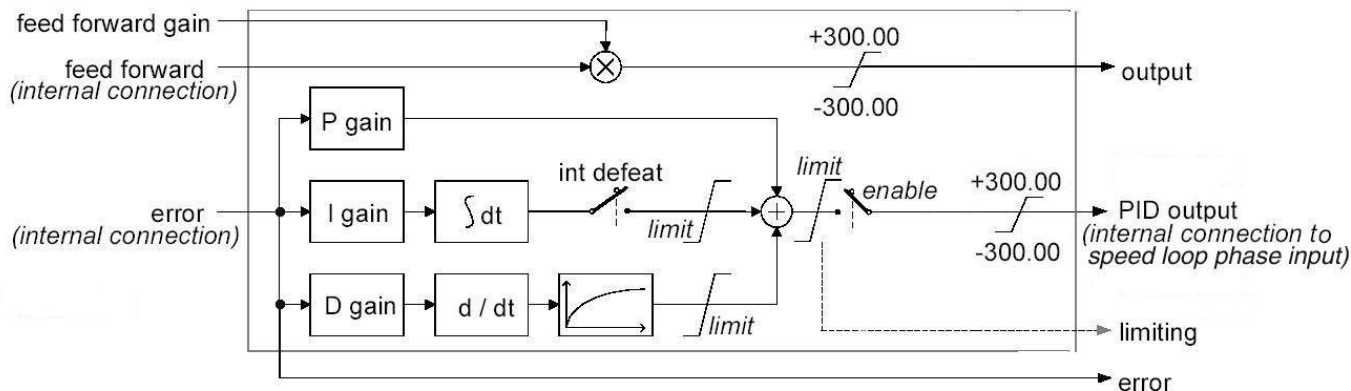 feed forward gain
feed forward
(internal connection)
+300.00
-300.00
output
P gain
int defeat
limit
enable
+300.00
error
(internal connection)
I gain
∫dt
limit
-300.00
PID output
(internal connection to
speed loop phase input)
D gain
d / dt
limit
limiting
error